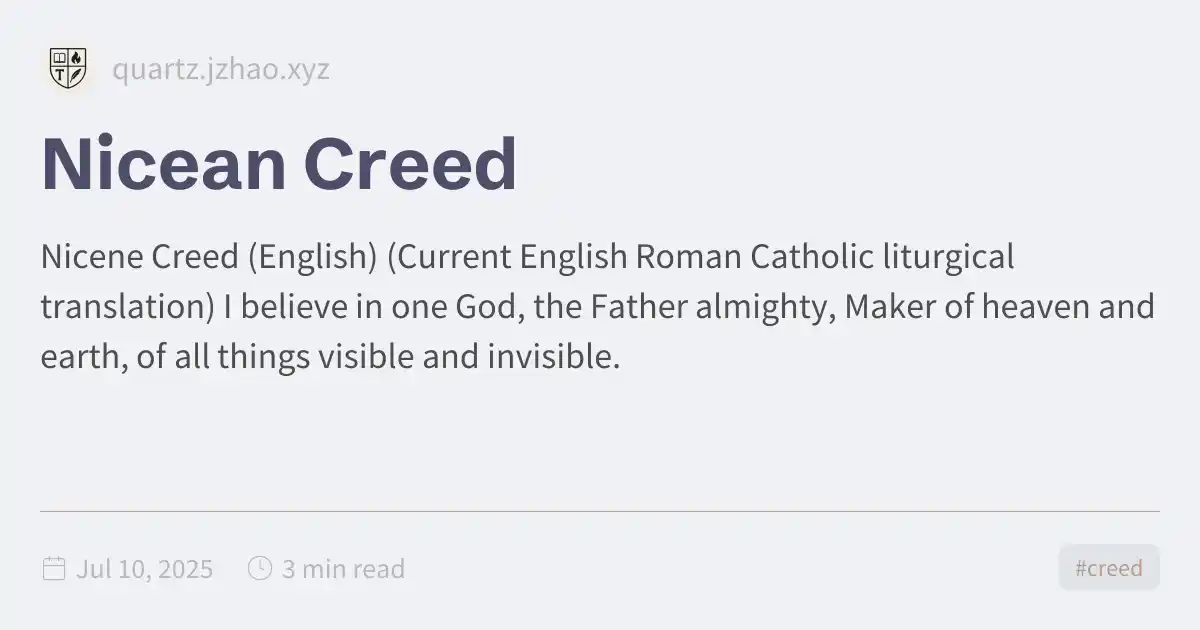 T
quartz.jzhao.xyz
Nicean Creed
Nicene Creed (English) (Current English Roman Catholic liturgical
translation) I believe in one God, the Father almighty, Maker of heaven and
earth, of all things visible and invisible.
Jul 10, 2025 3 min read
#creed